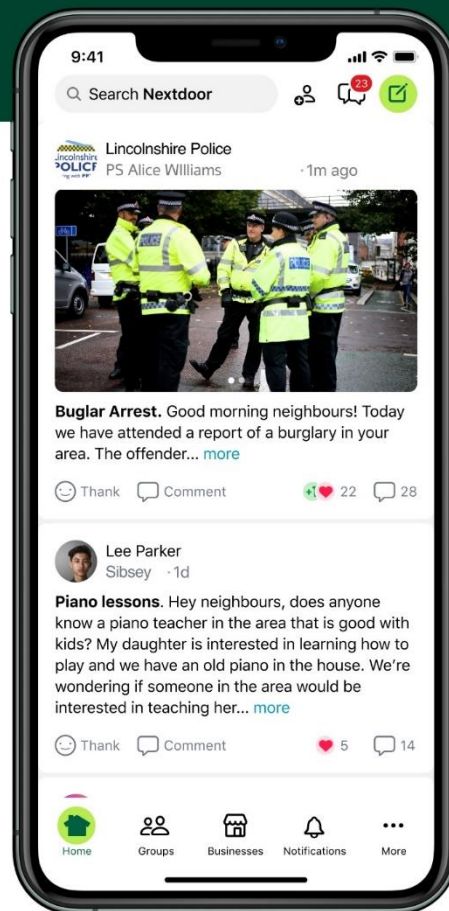 9:41
Search Nextdoor
23
Lincolnshire
POLICE
Lincolnshire Police
PS Alice WIlliams · 1m ago
POLICE
Buglar Arrest. Good morning neighbours! Today
we have attended a report of a burglary in your
area. The offender... more
Thank Comment +1 22 28
Lee Parker
Sibsey · 1d
Piano lessons. Hey neighbours, does anyone
know a piano teacher in the area that is good with
kids? My daughter is interested in learning how to
play and we have an old piano in the house. We're
wondering if someone in the area would be
interested in teaching her... more
Thank Comment 5 14
Home Groups Businesses Notifications More